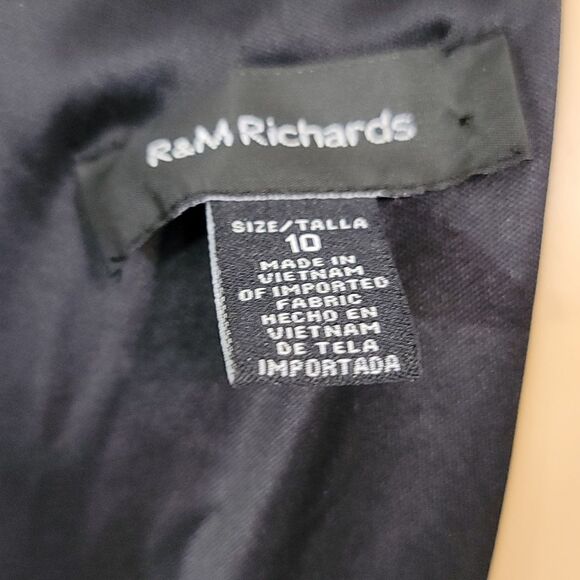 R&M Richards
SIZE/TALLA
10
MADE IN
VIETNAM
OF IMPORTED
FABRIC
HECHO EN
VIETNAM
DE TELA
IMPORTADA